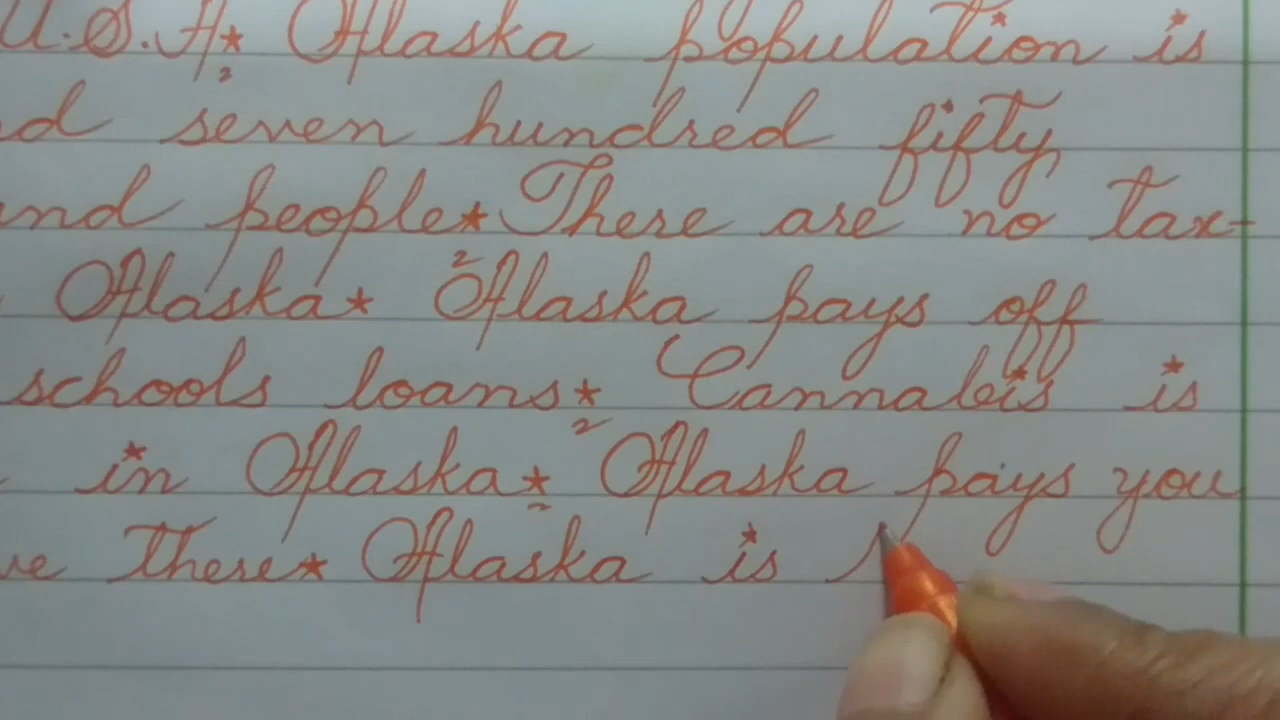 U.S.A★ Alaska population is
d seven hundred fifty
nd people★ There are no tax-
Alaska★ Alaska pays off
schools loans★ Cannabis is
in Alaska★ Alaska pays you
ve there★ Alaska is